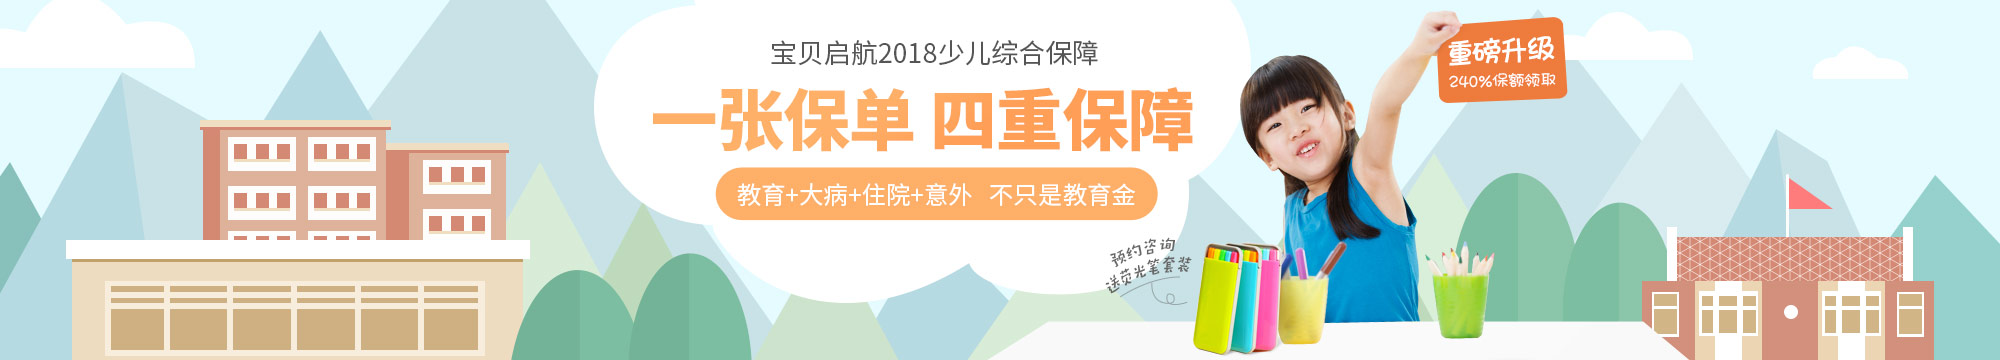 宝贝启航2018少儿综合保障
一张保单 四重保障
教育+大病+住院+意外 不只是教育金
重磅升级
240%保额领取
预约咨询
送荧光笔套装